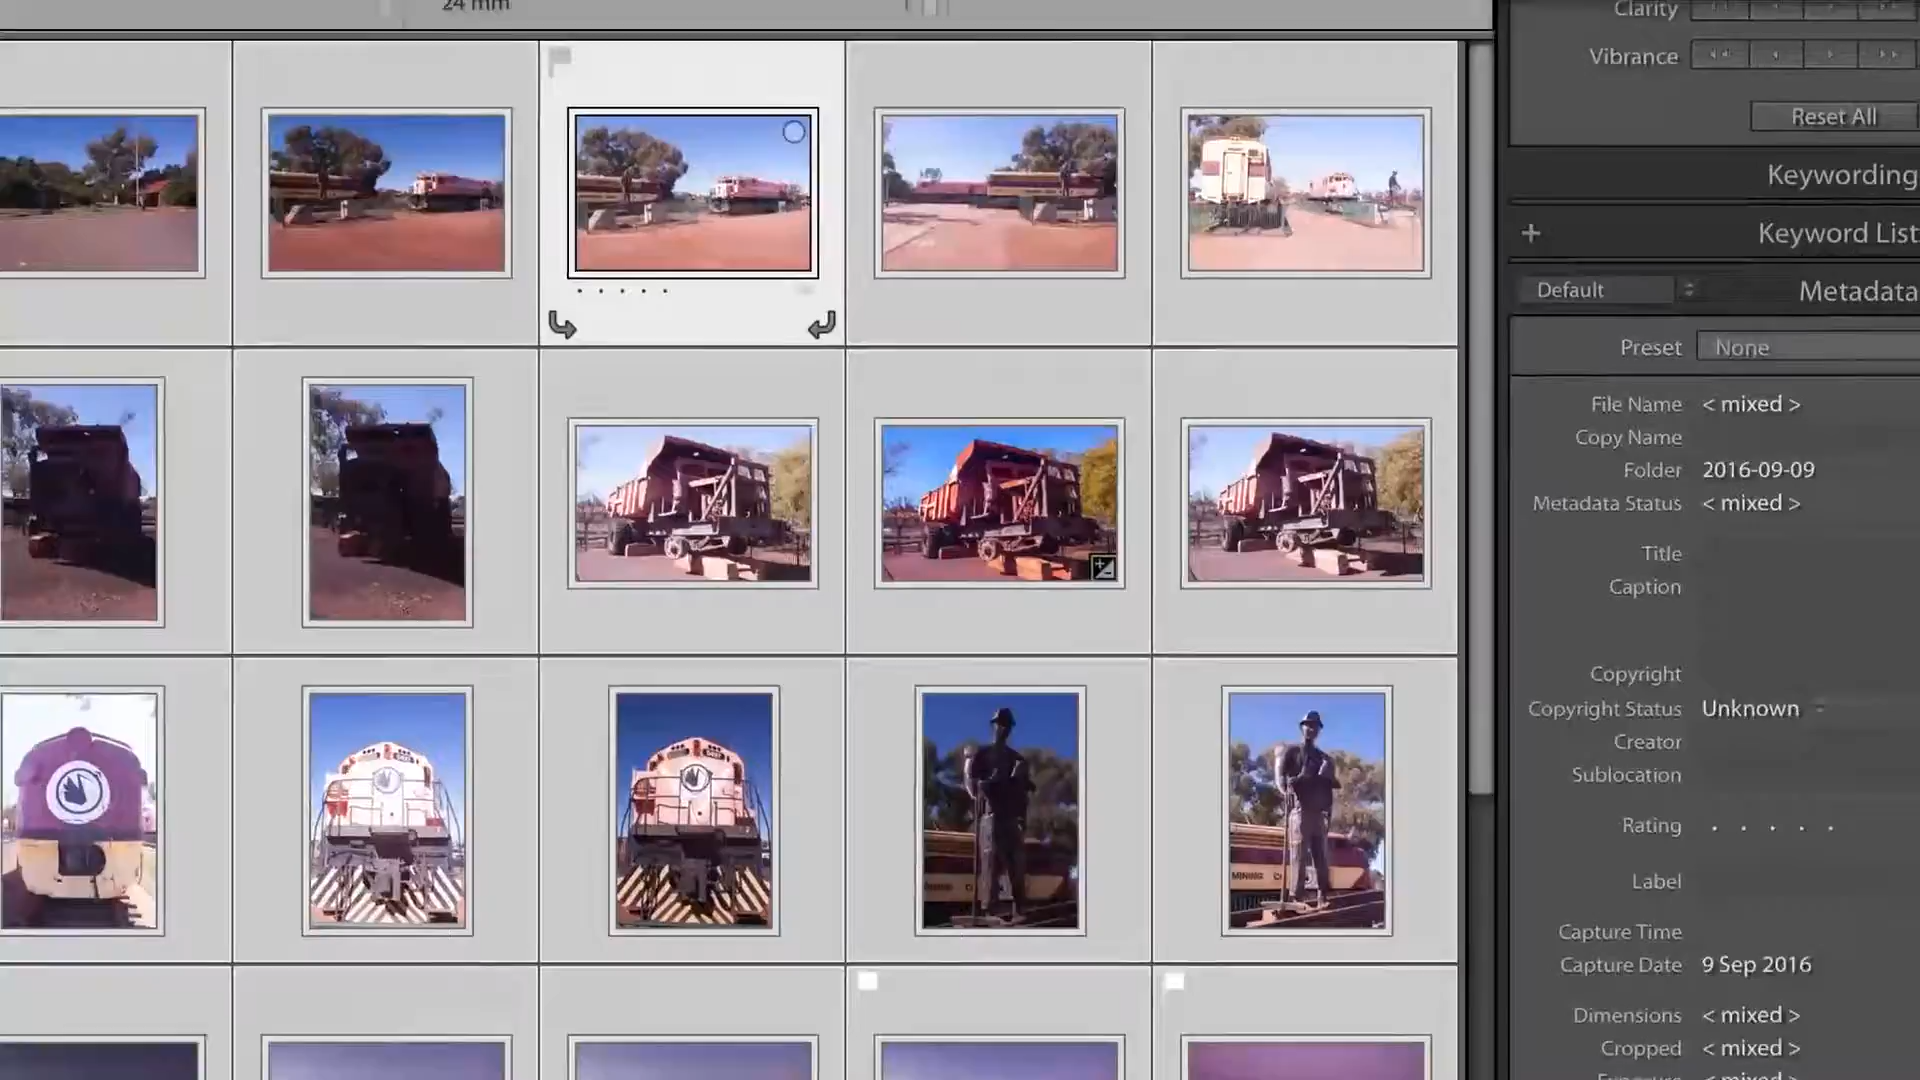 24 mm
Clarity
Vibrance
Reset All
Keywording
+ Keyword List
Default Metadata
Preset None
File Name < mixed >
Copy Name
Folder 2016-09-09
Metadata Status < mixed >
Title
Caption
Copyright
Copyright Status Unknown
Creator
Sublocation
Rating . . . . .
Label
Capture Time
Capture Date 9 Sep 2016
Dimensions < mixed >
Cropped < mixed >
MINING